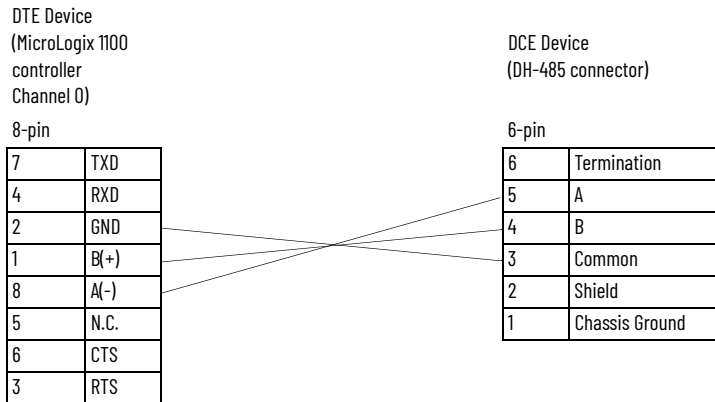 DTE Device
(MicroLogix 1100
controller
Channel 0)
8-pin
7 TXD
4 RXD
2 GND
1 B(+)
8 A(-)
5 N.C.
6 CTS
3 RTS
DCE Device
(DH-485 connector)
6-pin
6 Termination
5 A
4 B
3 Common
2 Shield
1 Chassis Ground